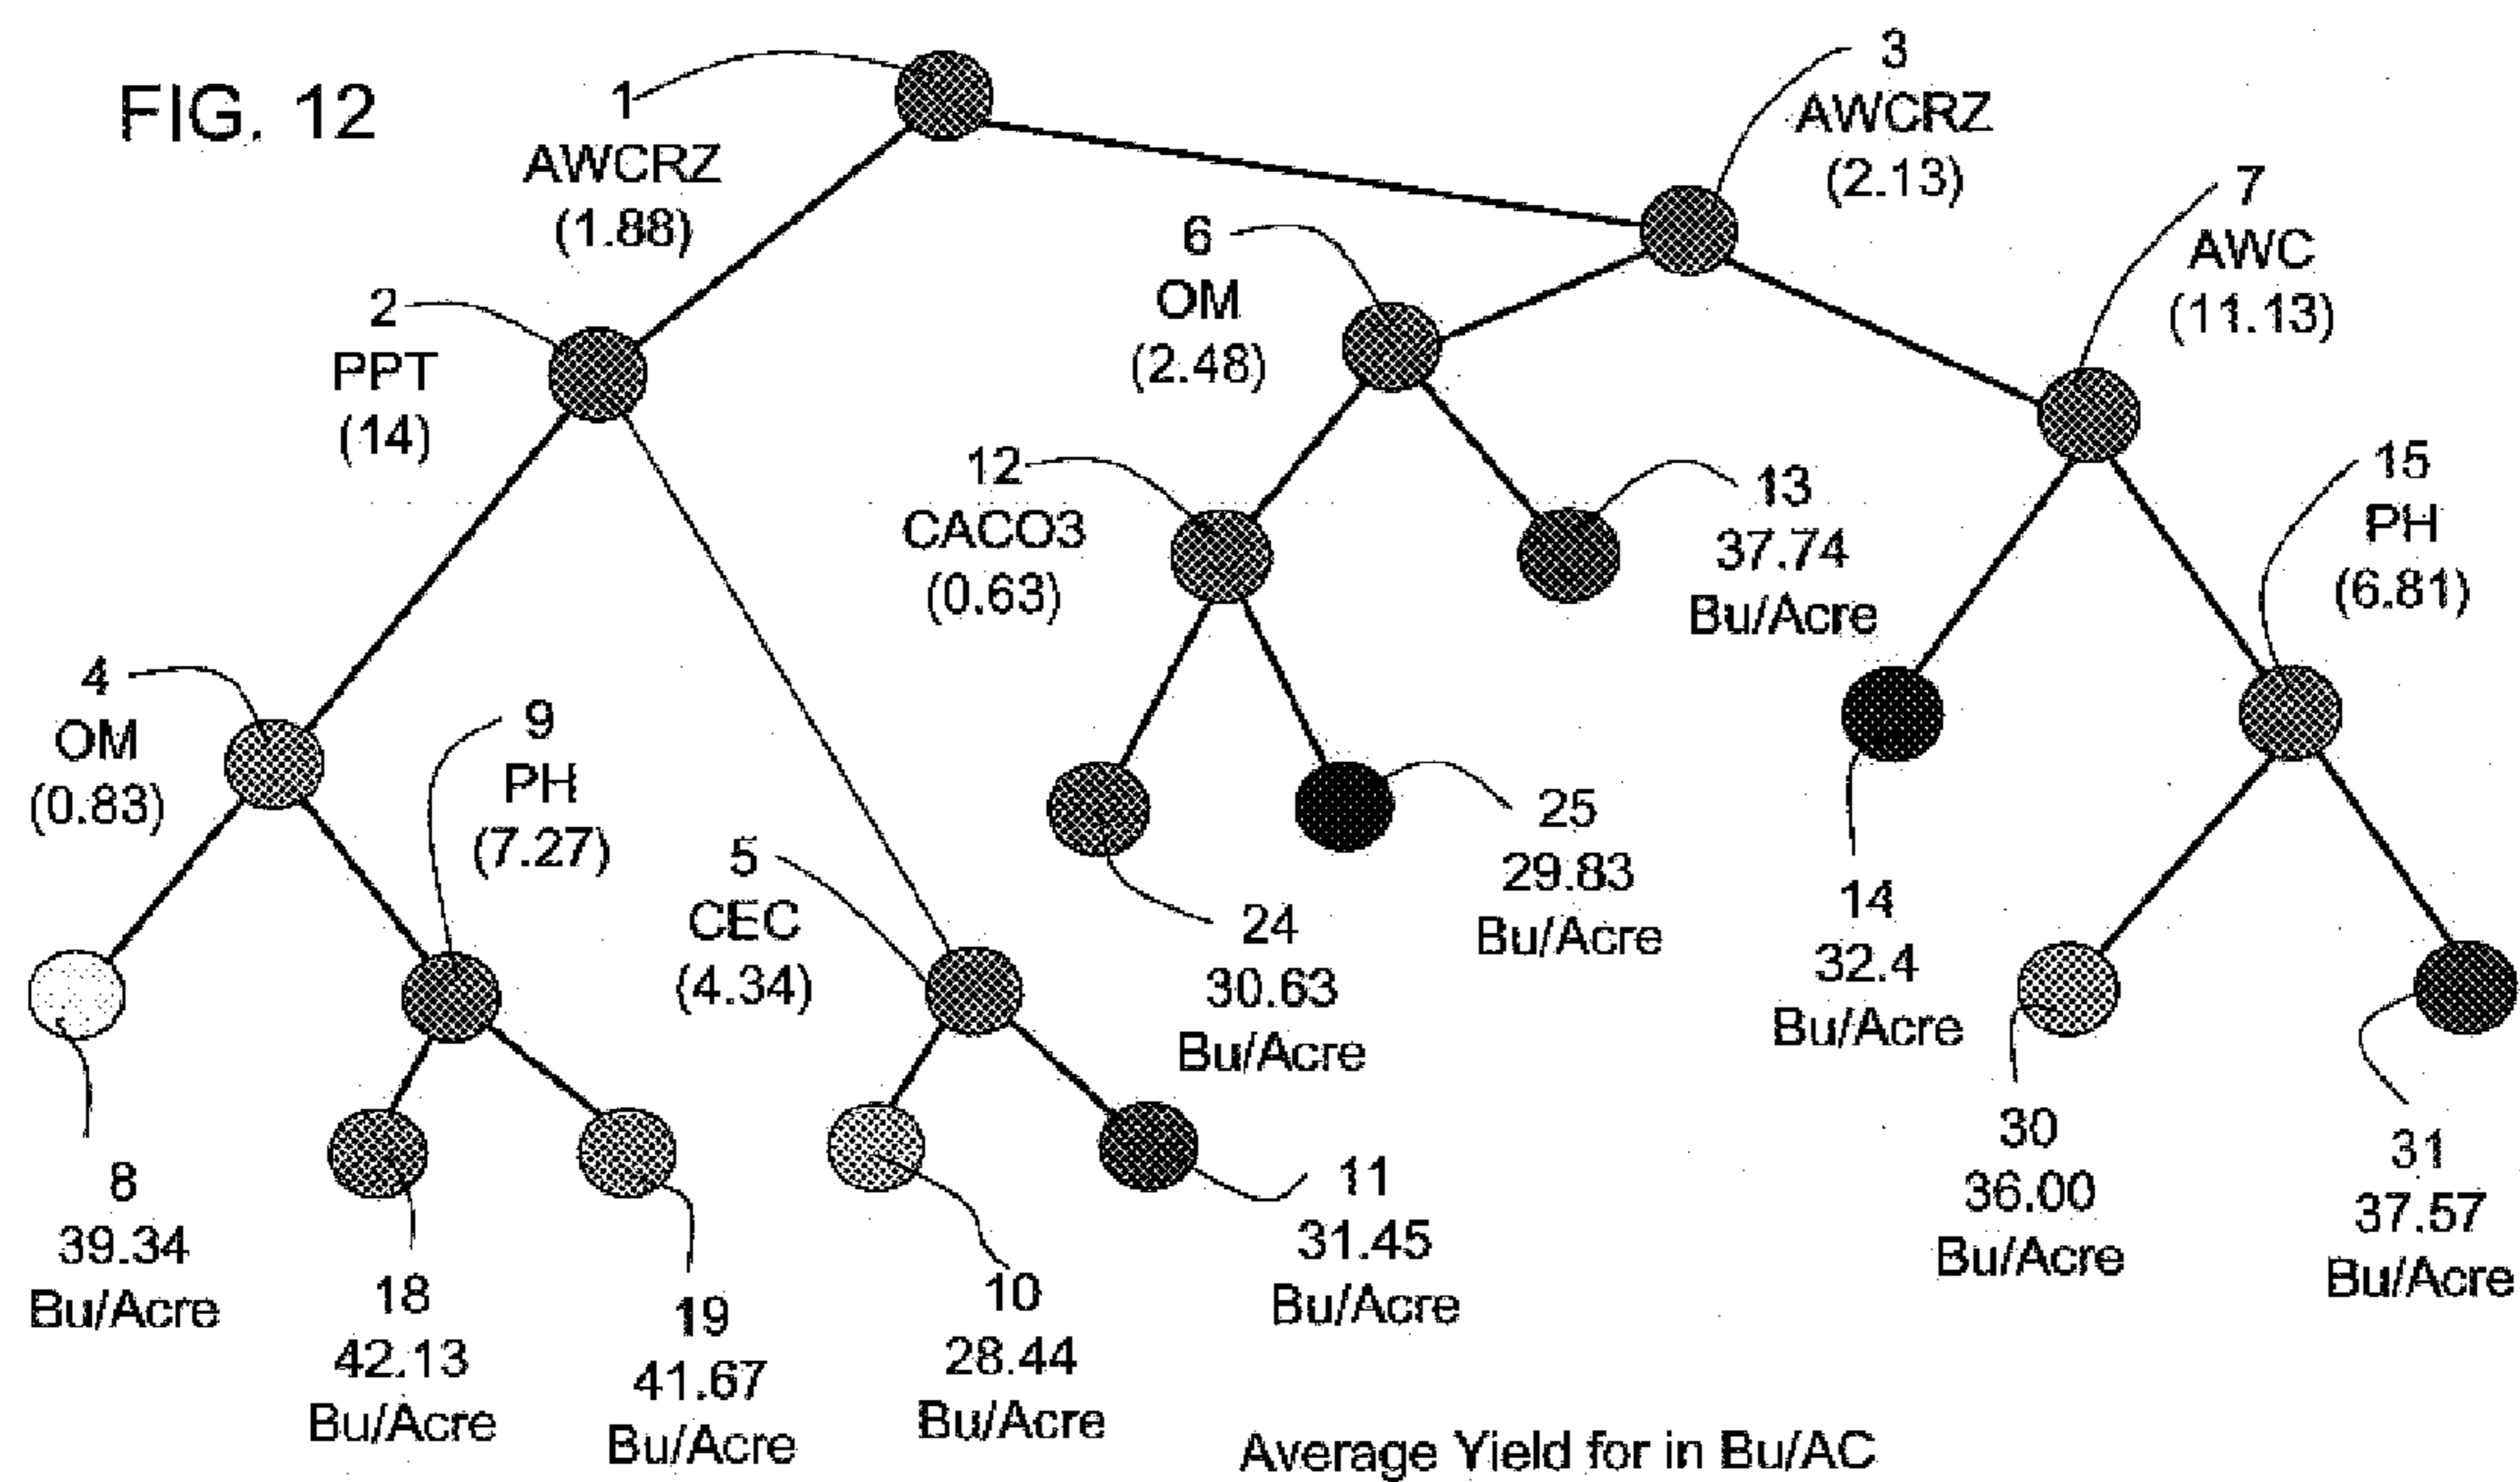 FIG. 12
1
AWCRZ
(1.88)
3
AWCRZ
(2.13)
2
PPT
(14)
6
OM
(2.48)
7
AWC
(11.13)
12
CACO3
(0.63)
13
37.74
Bu/Acre
15
PH
(6.81)
4
OM
(0.83)
9
PH
(7.27)
5
CEC
(4.34)
24
30.63
Bu/Acre
25
29.83
Bu/Acre
14
32.4
Bu/Acre
8
39.34
Bu/Acre
18
42.13
Bu/Acre
19
41.67
Bu/Acre
10
28.44
Bu/Acre
11
31.45
Bu/Acre
30
36.00
Bu/Acre
31
37.57
Bu/Acre
Average Yield for in Bu/AC